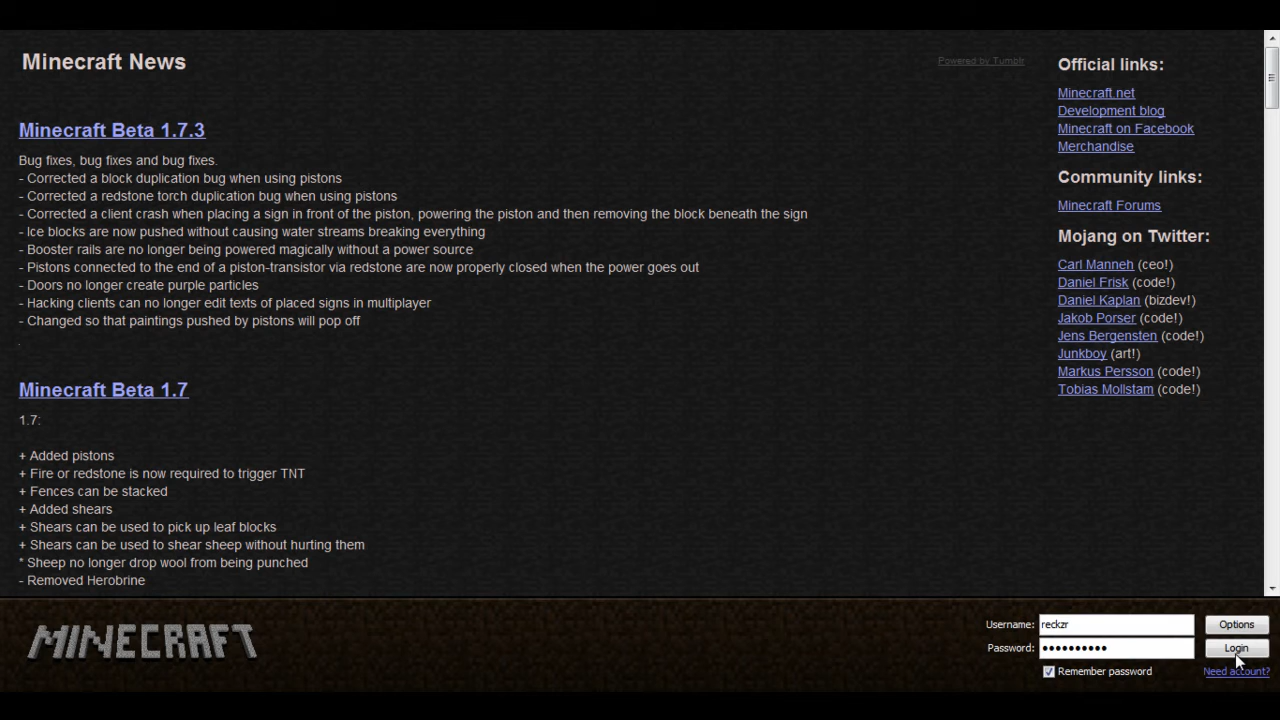 Minecraft News
Powered by Tumblr
Minecraft Beta 1.7.3
Bug fixes, bug fixes and bug fixes.
- Corrected a block duplication bug when using pistons
- Corrected a redstone torch duplication bug when using pistons
- Corrected a client crash when placing a sign in front of the piston, powering the piston and then removing the block beneath the sign
- Ice blocks are now pushed without causing water streams breaking everything
- Booster rails are no longer being powered magically without a power source
- Pistons connected to the end of a piston-transistor via redstone are now properly closed when the power goes out
- Doors no longer create purple particles
- Hacking clients can no longer edit texts of placed signs in multiplayer
- Changed so that paintings pushed by pistons will pop off
.
Minecraft Beta 1.7
1.7:
+ Added pistons
+ Fire or redstone is now required to trigger TNT
+ Fences can be stacked
+ Added shears
+ Shears can be used to pick up leaf blocks
+ Shears can be used to shear sheep without hurting them
* Sheep no longer drop wool from being punched
- Removed Herobrine
Official links:
Minecraft.net
Development blog
Minecraft on Facebook
Merchandise
Community links:
Minecraft Forums
Mojang on Twitter:
Carl Manneh (ceo!)
Daniel Frisk (code!)
Daniel Kaplan (bizdev!)
Jakob Porser (code!)
Jens Bergensten (code!)
Junkboy (art!)
Markus Persson (code!)
Tobias Mollstam (code!)
MINECRAFT
Username: reckzr
Options
Password: ••••••••••
Login
Remember password
Need account?